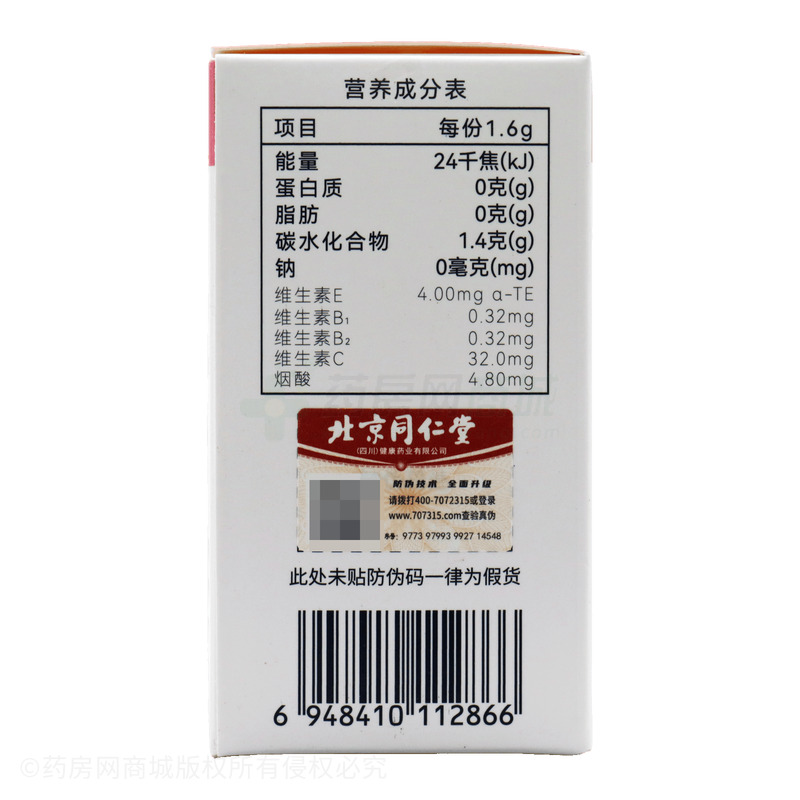 营养成分表
项目 每份1.6g
能量 24千焦(kJ)
蛋白质 0克(g)
脂肪 0克(g)
碳水化合物 1.4克(g)
钠 0毫克(mg)
维生素E 4.00mg α-TE
维生素B₁ 0.32mg
维生素B₂ 0.32mg
维生素C 32.0mg
烟酸 4.80mg
药房网商城
北京同仁堂
(四川)健康药业有限公司
防伪技术 全面升级
请拨打400-7072315或登录
www.707315.com查验真伪
9773 97993 9927 14548
此处未贴防伪码一律为假货
6 948410 112866
©药房网商城版权所有侵权必究